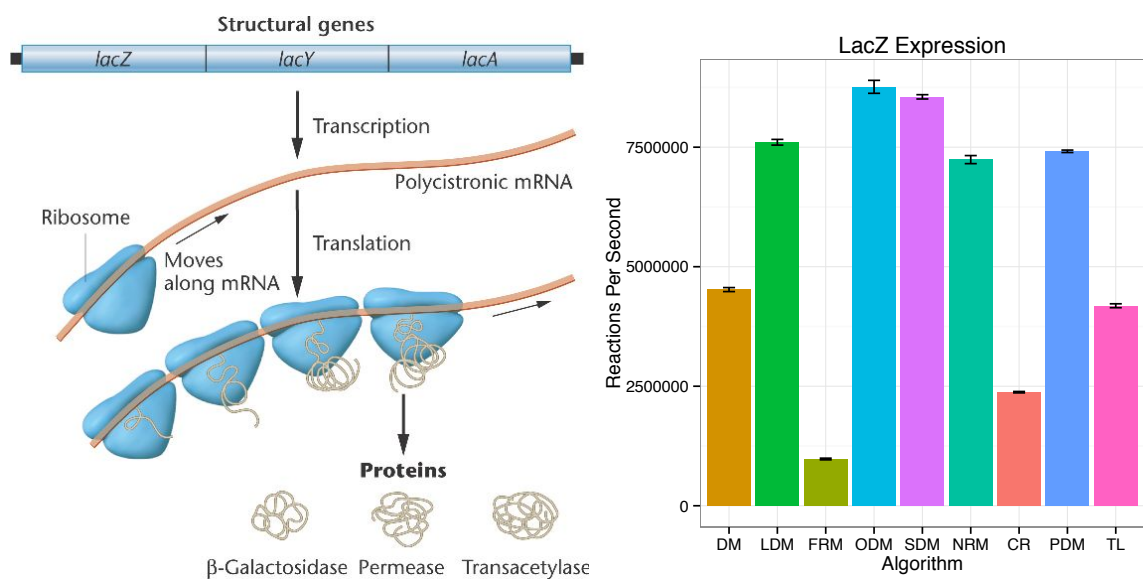 Structural genes
lacZ lacY lacA
Transcription
Polycistronic mRNA
Ribosome
Translation
Moves
along mRNA
Proteins
β-Galactosidase Permease Transacetylase
LacZ Expression
Reactions Per Second
7500000
5000000
2500000
0
DM LDM FRM ODM SDM NRM CR PDM TL
Algorithm